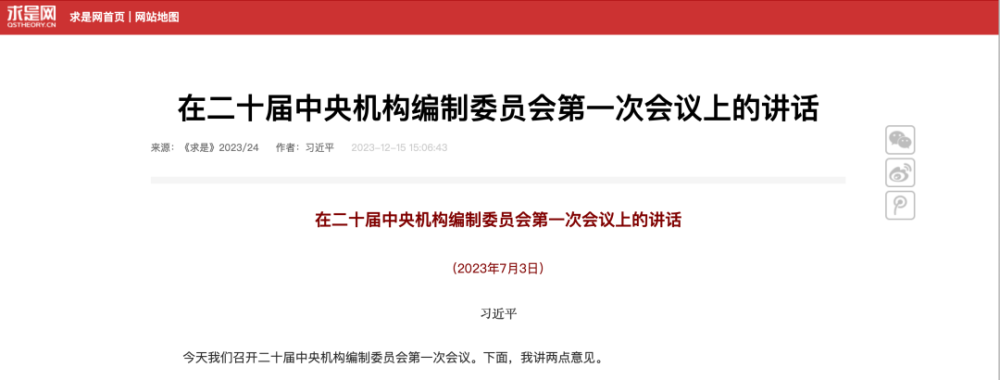 求是网
QSTHEORY.CN
求是网首页 | 网站地图
在二十届中央机构编制委员会第一次会议上的讲话
来源：《求是》2023/24 作者：习近平 2023-12-15 15:06:43
在二十届中央机构编制委员会第一次会议上的讲话
（2023年7月3日）
习近平
今天我们召开二十届中央机构编制委员会第一次会议。下面，我讲两点意见。